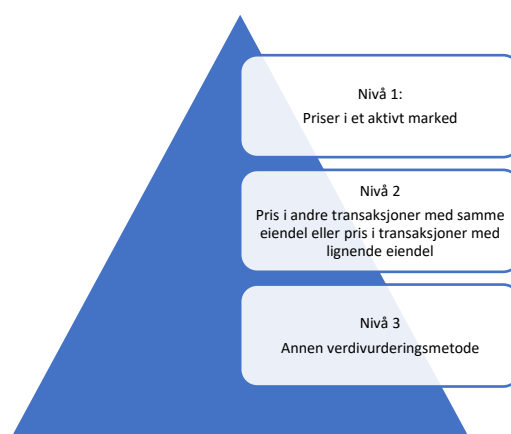 Nivå 1:
Priser i et aktivt marked
Nivå 2
Pris i andre transaksjoner med samme
eiendel eller pris i transaksjoner med
lignende eiendel
Nivå 3
Annen verdivurderingsmetode